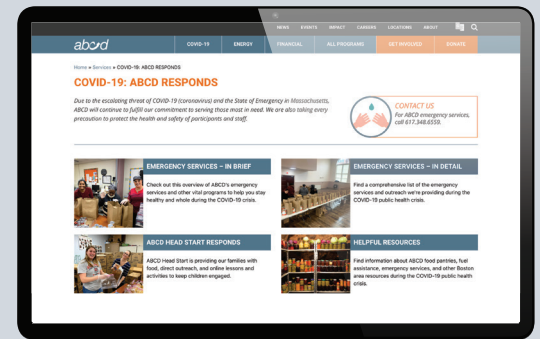 NEWS EVENTS IMPACT CAREERS LOCATIONS ABOUT
abcd COVID-19 ENERGY FINANCIAL ALL PROGRAMS GET INVOLVED DONATE
Home » Services » COVID-19: ABCD RESPONDS
COVID-19: ABCD RESPONDS
Due to the escalating threat of COVID-19 (coronavirus) and the State of Emergency in Massachusetts,
ABCD will continue to fulfill our commitment to serving those most in need. We are also taking every
precaution to protect the health and safety of participants and staff.
CONTACT US
For ABCD emergency services,
call 617.348.6559.
EMERGENCY SERVICES – IN BRIEF
Check out this overview of ABCD's emergency
services and other vital programs to help you stay
healthy and whole during the COVID-19 crisis.
EMERGENCY SERVICES – IN DETAIL
Find a comprehensive list of the emergency
services and outreach we're providing during the
COVID-19 public health crisis.
ABCD HEAD START RESPONDS
ABCD Head Start is providing our families with
food, direct outreach, and online lessons and
activities to keep children engaged.
HELPFUL RESOURCES
Find information about ABCD food pantries, fuel
assistance, emergency services, and other Boston
area resources during the COVID-19 public health
crisis.